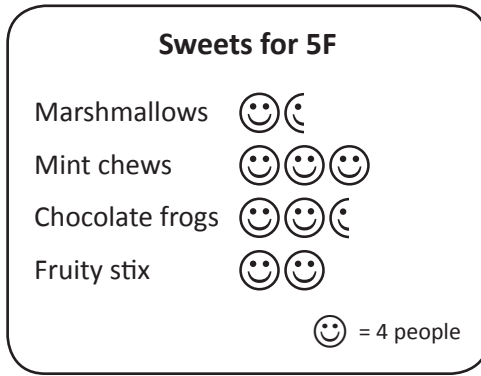 Sweets for 5F
Marshmallows
Mint chews
Chocolate frogs
Fruity stix
= 4 people